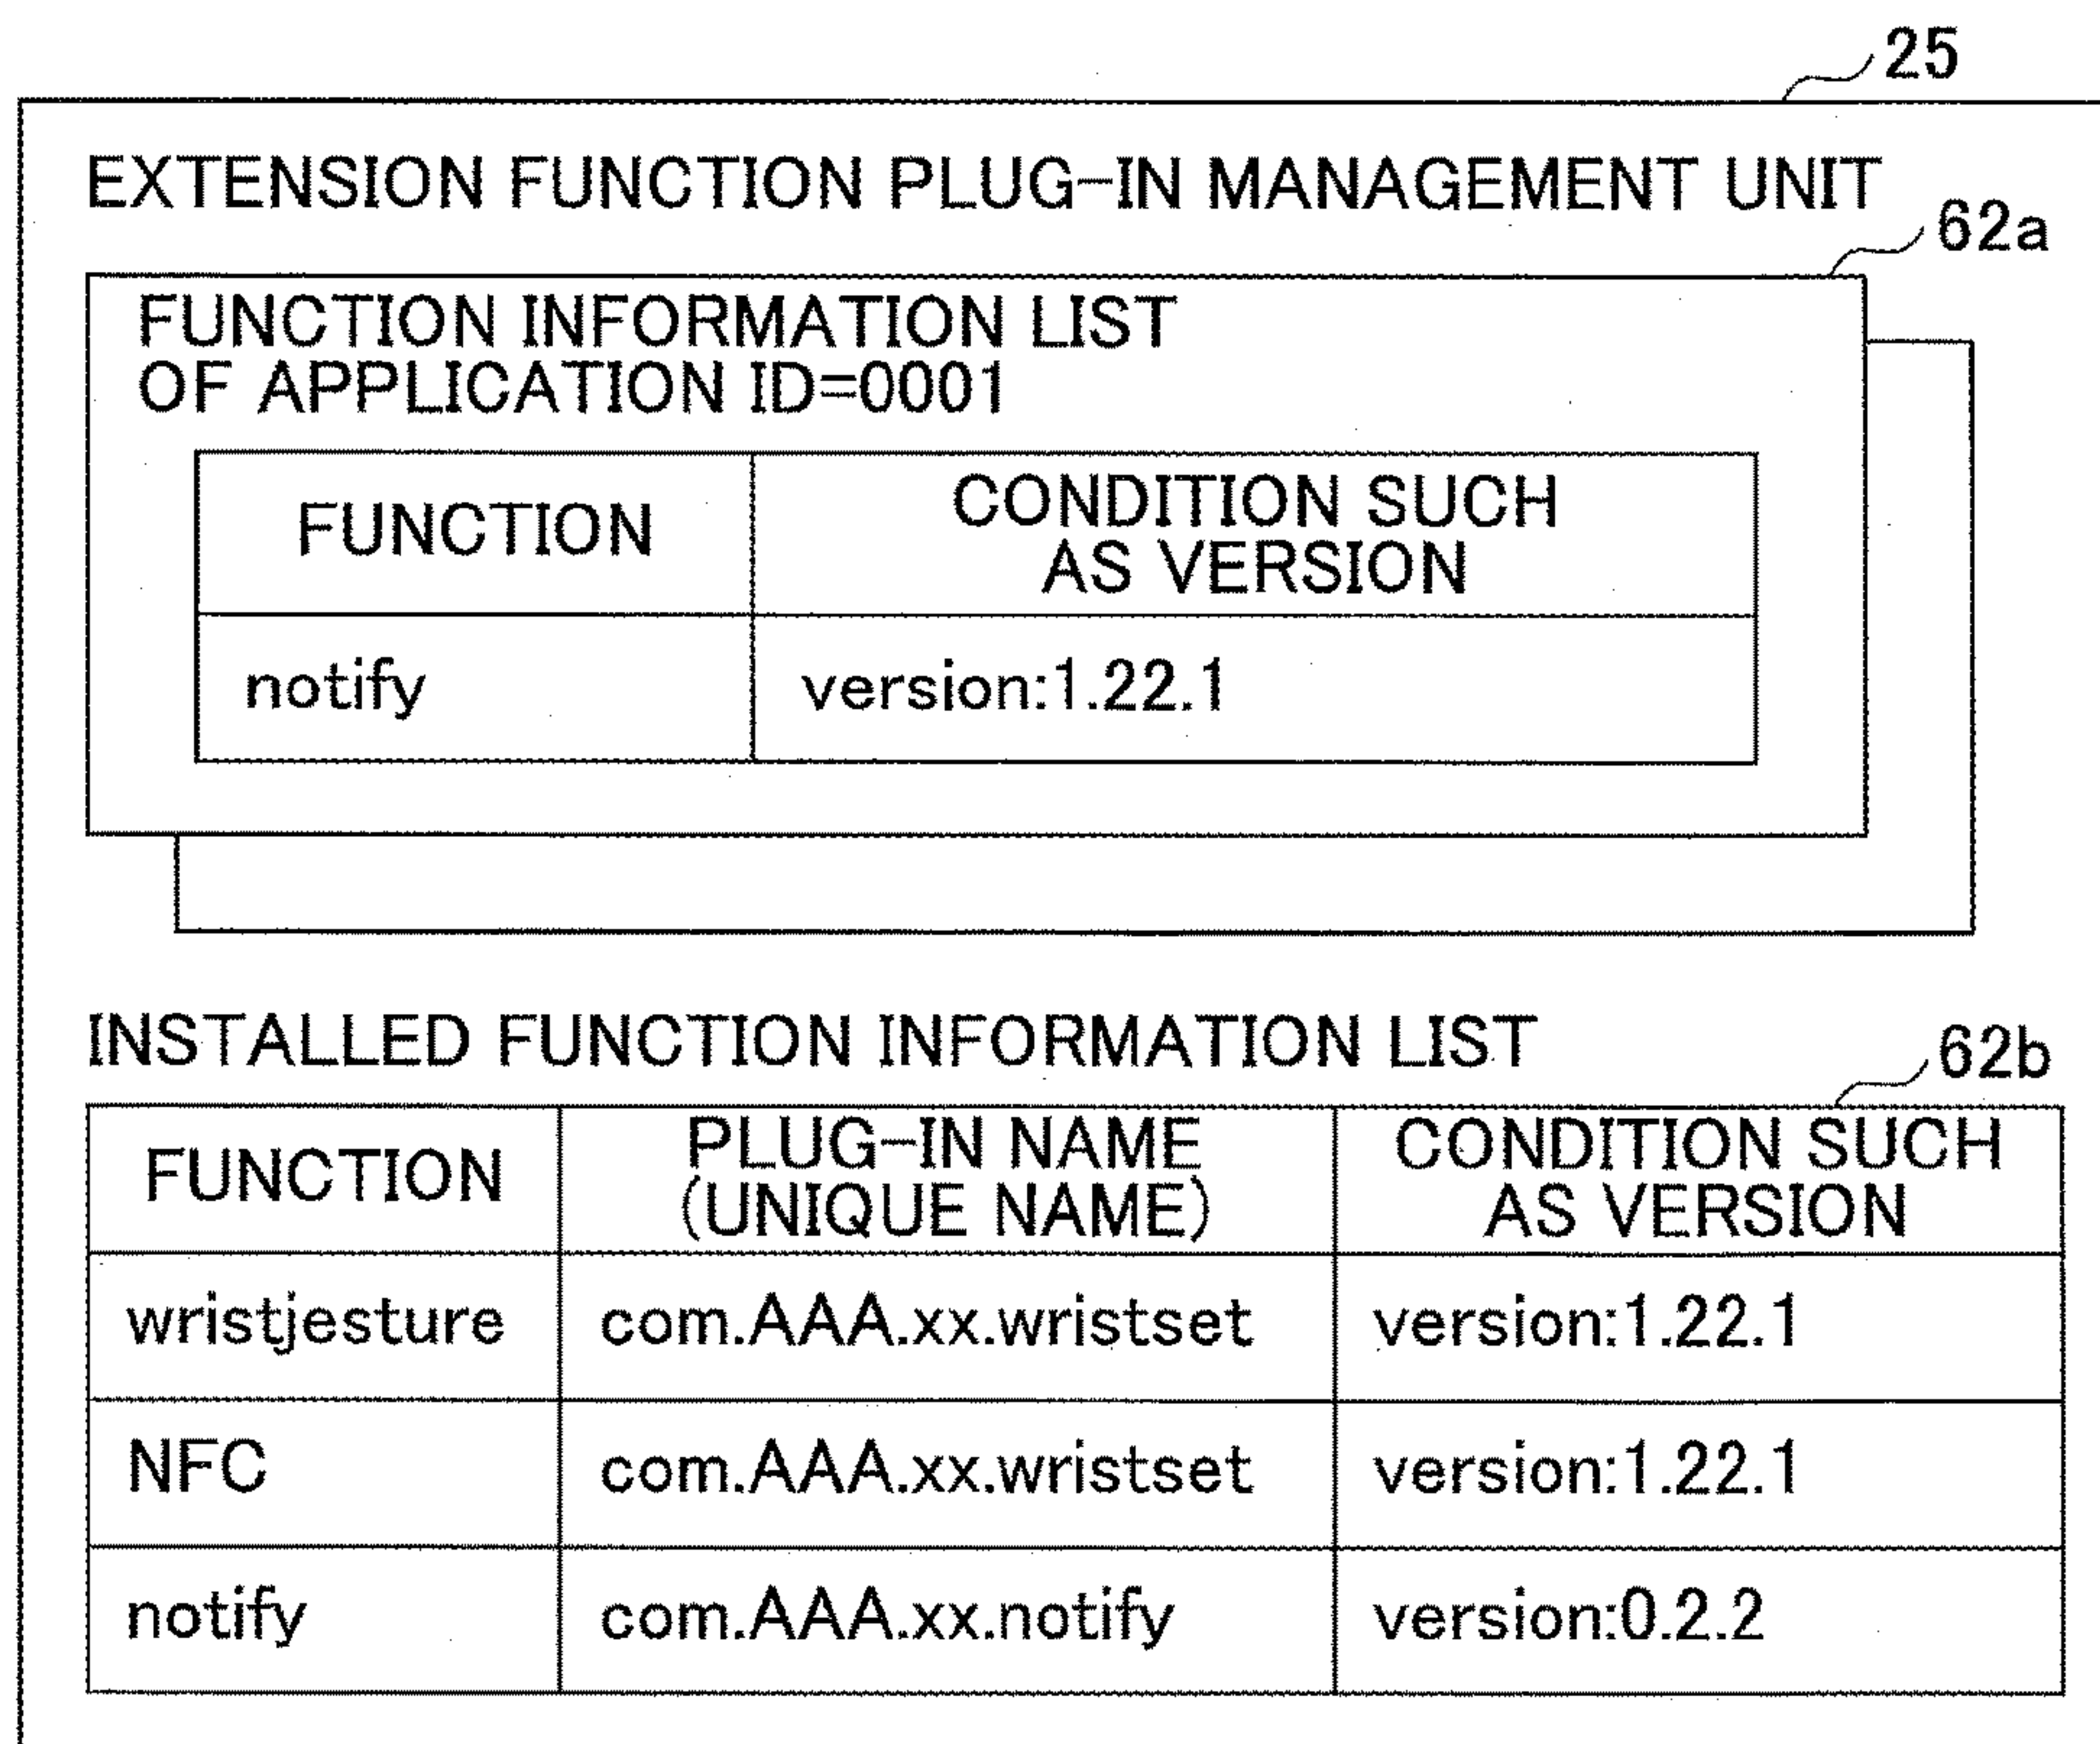 25
EXTENSION FUNCTION PLUG-IN MANAGEMENT UNIT
62a
FUNCTION INFORMATION LIST
OF APPLICATION ID=0001
FUNCTION
CONDITION SUCH
AS VERSION
notify
version:1.22.1
INSTALLED FUNCTION INFORMATION LIST
62b
FUNCTION
PLUG-IN NAME
(UNIQUE NAME)
CONDITION SUCH
AS VERSION
wristjesture
com.AAA.xx.wristset
version:1.22.1
NFC
com.AAA.xx.wristset
version:1.22.1
notify
com.AAA.xx.notify
version:0.2.2